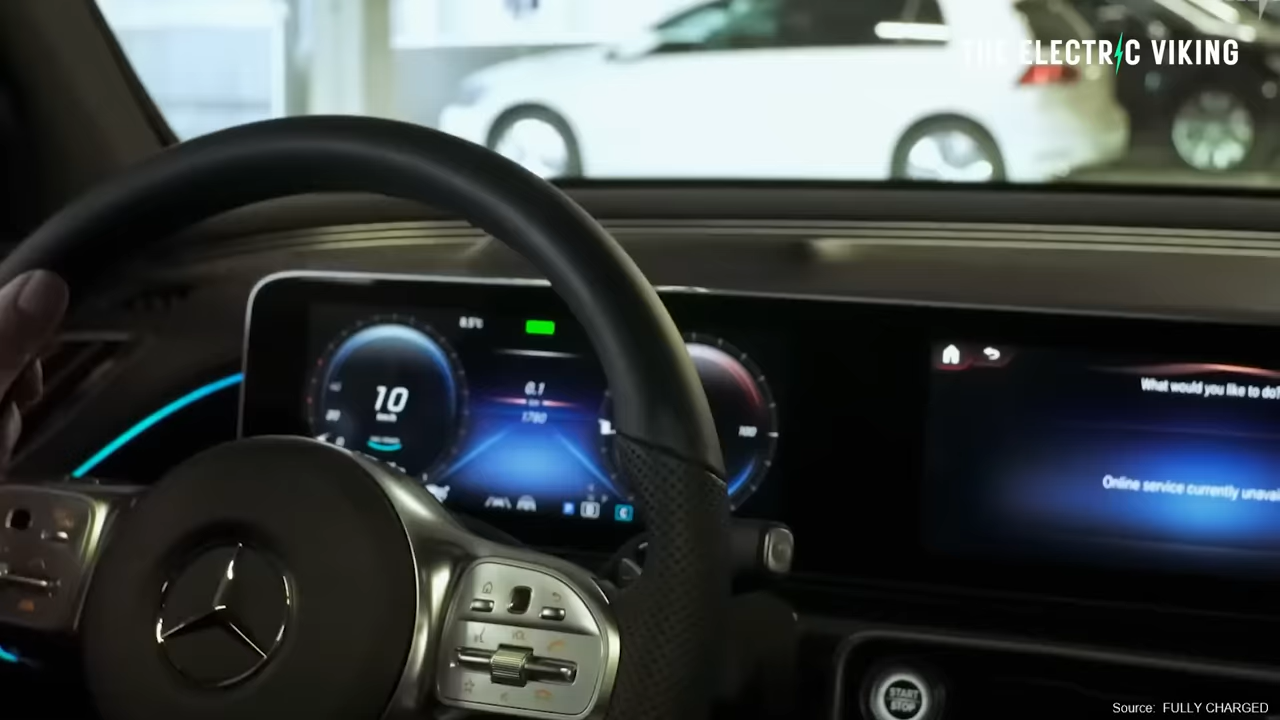 THE ELECTRIC VIKING
8.5°C
10
km/h
0.1
km
1780
100
What would you like to do?
Online service currently unava
START
STOP
Source: FULLY CHARGED